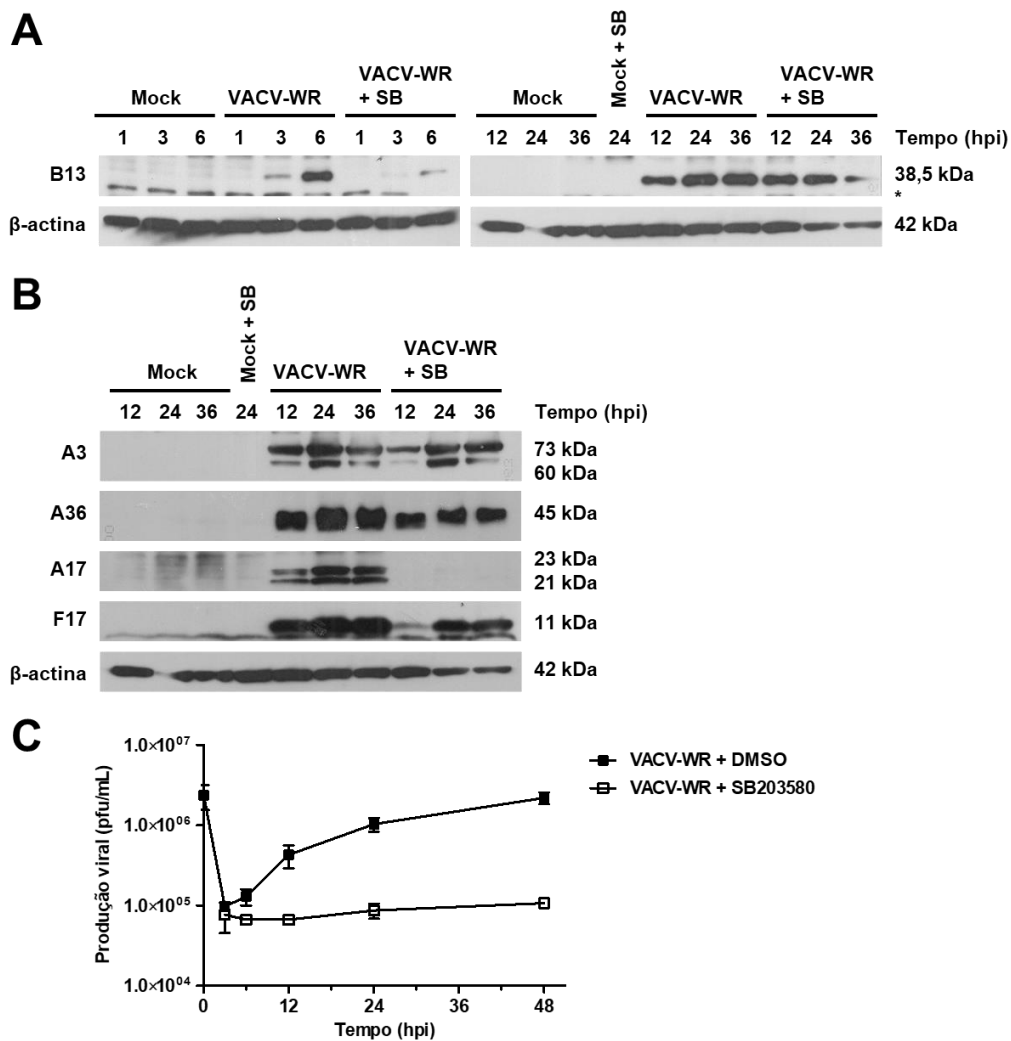 A
Mock VACV-WR VACV-WR + SB Mock Mock + SB VACV-WR VACV-WR + SB
1 3 6 1 3 6 1 3 6 12 24 36 24 12 24 36 12 24 36 Tempo (hpi)
B13 38,5 kDa
*
β-actina 42 kDa
B
Mock Mock + SB VACV-WR VACV-WR + SB
12 24 36 24 12 24 36 12 24 36 Tempo (hpi)
A3 73 kDa
60 kDa
A36 45 kDa
A17 23 kDa
21 kDa
F17 11 kDa
β-actina 42 kDa
C
Produção viral (pfu/mL)
1.0×10⁰⁷
1.0×10⁰⁶
1.0×10⁰⁵
1.0×10⁰⁴
0 12 24 36 48
Tempo (hpi)
VACV-WR + DMSO
VACV-WR + SB203580